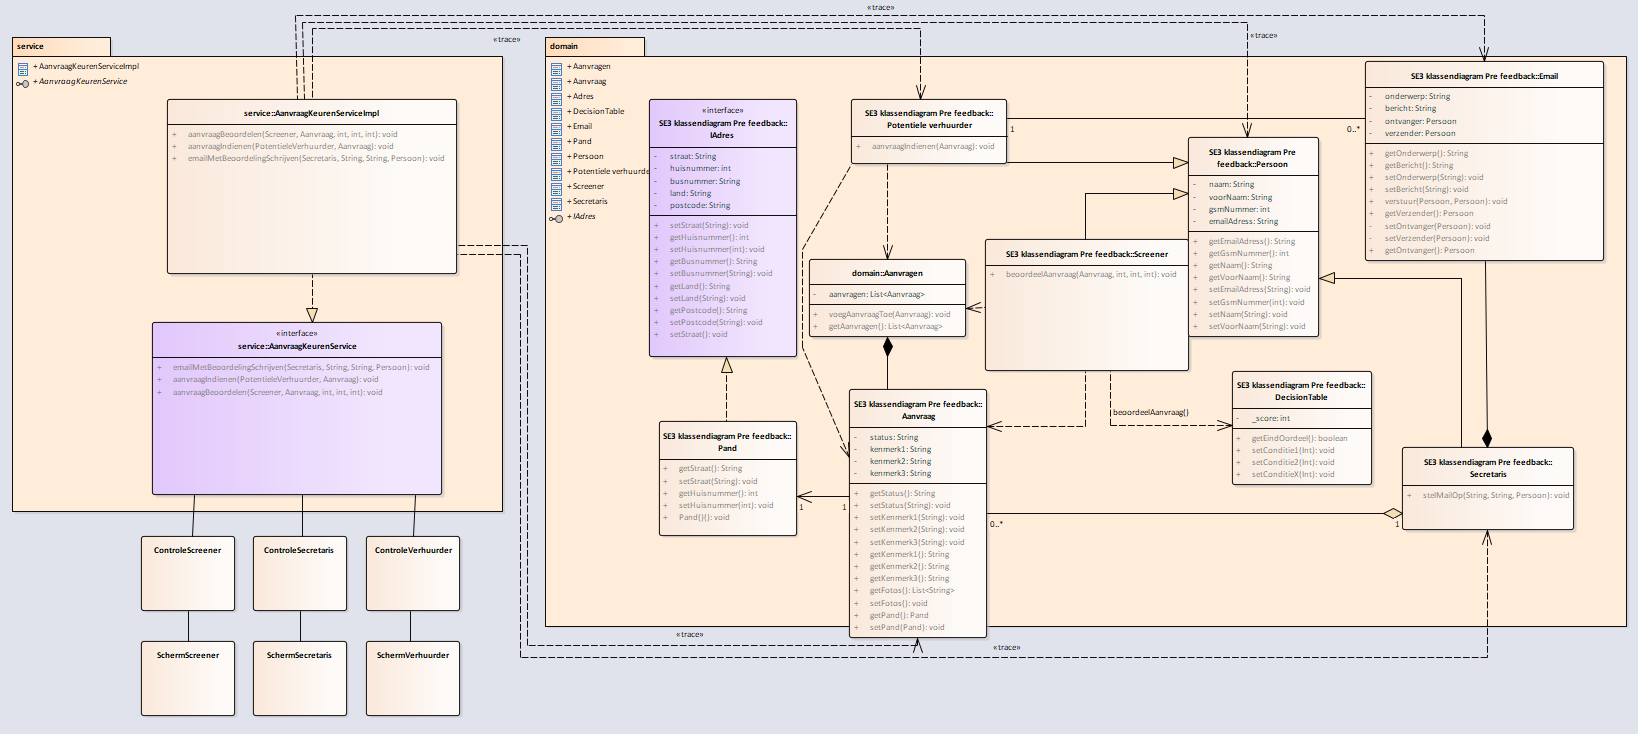 «trace»
«trace»
«trace»
service
+ AanvraagKeurenServiceImpl
+ AanvraagKeurenService
service::AanvraagKeurenServiceImpl
+ aanvraagBeoordelen(Screener, Aanvraag, int, int, int): void
+ aanvraagIndienen(PotentieleVerhuurder, Aanvraag): void
+ emailMetBeoordelingSchrijven(Secretaris, String, String, Persoon): void
«interface»
service::AanvraagKeurenService
+ emailMetBeoordelingSchrijven(Secretaris, String, String, Persoon): void
+ aanvraagIndienen(PotentieleVerhuurder, Aanvraag): void
+ aanvraagBeoordelen(Screener, Aanvraag, int, int, int): void
ControleScreener
ControleSecretaris
ControleVerhuurder
SchermScreener
SchermSecretaris
SchermVerhuurder
domain
+ Aanvragen
+ Aanvraag
+ Adres
+ DecisionTable
+ Email
+ Pand
+ Persoon
+ Potentiele verhuurde
+ Screener
+ Secretaris
+ IAdres
«interface»
SE3 klassendiagram Pre feedback::
IAdres
- straat: String
- huisnummer: int
- busnummer: String
- land: String
- postcode: String
+ setStraat(String): void
+ getHuisnummer(): int
+ setHuisnummer(int): void
+ getBusnummer(): String
+ setBusnummer(String): void
+ getLand(): String
+ setLand(String): void
+ getPostcode(): String
+ setPostcode(String): void
+ setStraat(): void
SE3 klassendiagram Pre feedback::
Pand
+ getStraat(): String
+ setStraat(String): void
+ getHuisnummer(): int
+ setHuisnummer(int): void
+ Pand(){}: void
1
1
SE3 klassendiagram Pre feedback::
Potentiele verhuurder
+ aanvraagIndienen(Aanvraag): void
1
0..*
domain::Aanvragen
- aanvragen: List<Aanvraag>
+ voegAanvraagToe(Aanvraag): void
+ getAanvragen(): List<Aanvraag>
SE3 klassendiagram Pre feedback::
Aanvraag
- status: String
- kenmerk1: String
- kenmerk2: String
- kenmerk3: String
+ getStatus(): String
+ setStatus(String): void
+ setKenmerk1(String): void
+ setKenmerk2(String): void
+ setKenmerk3(String): void
+ getKenmerk1(): String
+ getKenmerk2(): String
+ getKenmerk3(): String
+ getFotos(): List<String>
+ setFotos(): void
+ getPand(): Pand
+ setPand(Pand): void
SE3 klassendiagram Pre feedback::Screener
+ beoordeelAanvraag(Aanvraag, int, int, int): void
beoordeelAanvraag()
SE3 klassendiagram Pre
feedback::Persoon
- naam: String
- voorNaam: String
- gsmNummer: int
- emailAdress: String
+ getEmailAdress(): String
+ getGsmNummer(): int
+ getNaam(): String
+ getVoorNaam(): String
+ setEmailAdress(String): void
+ setGsmNummer(int): void
+ setNaam(String): void
+ setVoorNaam(String): void
SE3 klassendiagram Pre feedback::Email
- onderwerp: String
- bericht: String
- ontvanger: Persoon
- verzender: Persoon
+ getOnderwerp(): String
+ getBericht(): String
+ setOnderwerp(String): void
+ setBericht(String): void
+ verstuur(Persoon, Persoon): void
+ getVerzender(): Persoon
- setOntvanger(Persoon): void
- setVerzender(Persoon): void
+ getOntvanger(): Persoon
SE3 klassendiagram Pre feedback::
DecisionTable
- _score: int
+ getEindOordeel(): boolean
+ setConditie1(Int): void
+ setConditie2(Int): void
+ setConditieX(Int): void
SE3 klassendiagram Pre feedback::
Secretaris
+ stelMailOp(String, String, Persoon): void
0..*
1
«trace»
«trace»